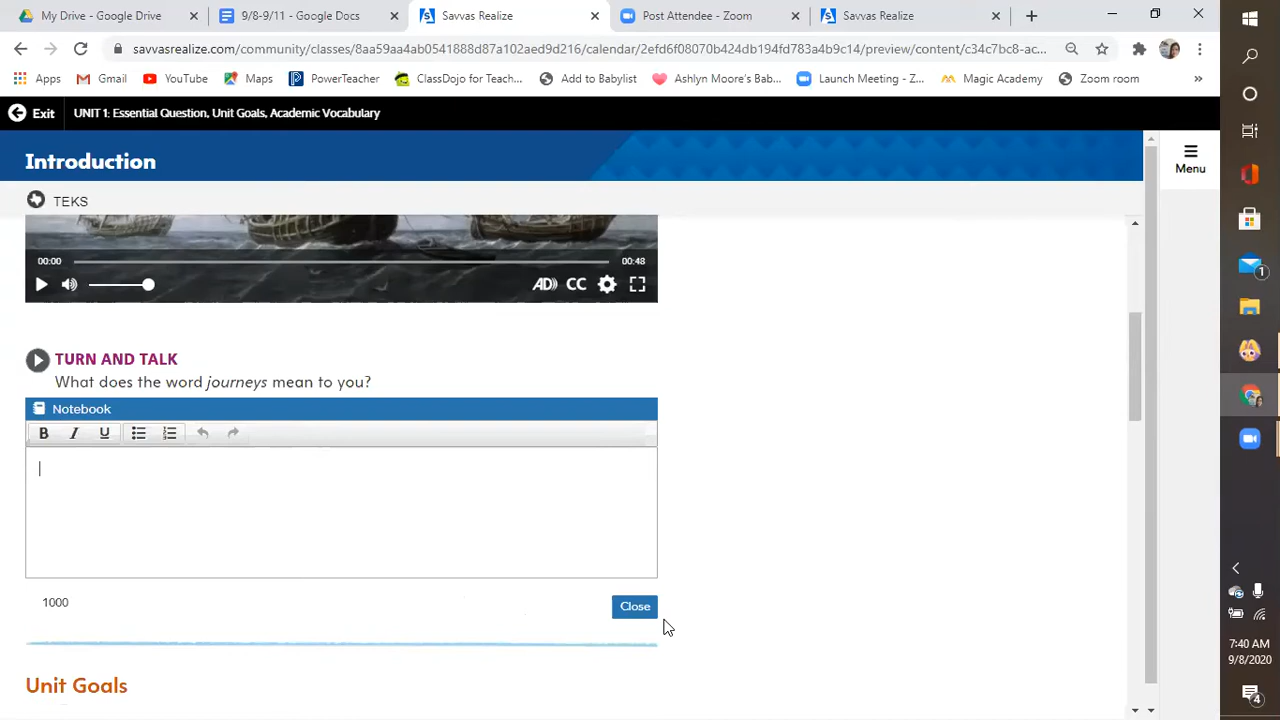 My Drive - Google Drive
9/8-9/11 - Google Docs
Savvas Realize
Post Attendee - Zoom
Savvas Realize
savvasrealize.com/community/classes/8aa59aa4ab0541888d87a102aed9d216/calendar/2efd6f08070b424db194fd783a4b9c14/preview/content/c34c7bc8-ac...
Apps
Gmail
YouTube
Maps
PowerTeacher
ClassDojo for Teach...
Add to Babylist
Ashlyn Moore's Bab...
Launch Meeting - Z...
Magic Academy
Zoom room
Exit
UNIT 1: Essential Question, Unit Goals, Academic Vocabulary
Introduction
Menu
TEKS
00:00
00:48
AD
CC
TURN AND TALK
What does the word journeys mean to you?
Notebook
B I U
1000
Close
Unit Goals
1
7:40 AM
9/8/2020
4